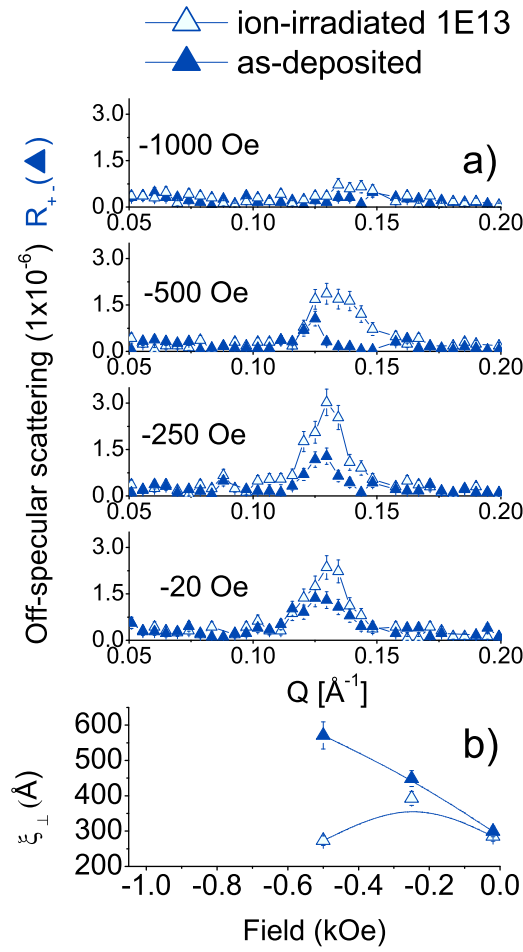 ion-irradiated 1E13
as-deposited
R+-(▲)
Off-specular scattering (1x10^-6)
-1000 Oe
a)
3.0
1.5
0.0
0.05 0.10 0.15 0.20
-500 Oe
3.0
1.5
0.0
0.05 0.10 0.15 0.20
-250 Oe
3.0
1.5
0.0
0.05 0.10 0.15 0.20
-20 Oe
3.0
1.5
0.0
0.05 0.10 0.15 0.20
Q [Å^-1]
b)
ξ⊥ (Å)
600
500
400
300
200
-1.0 -0.8 -0.6 -0.4 -0.2 0.0
Field (kOe)